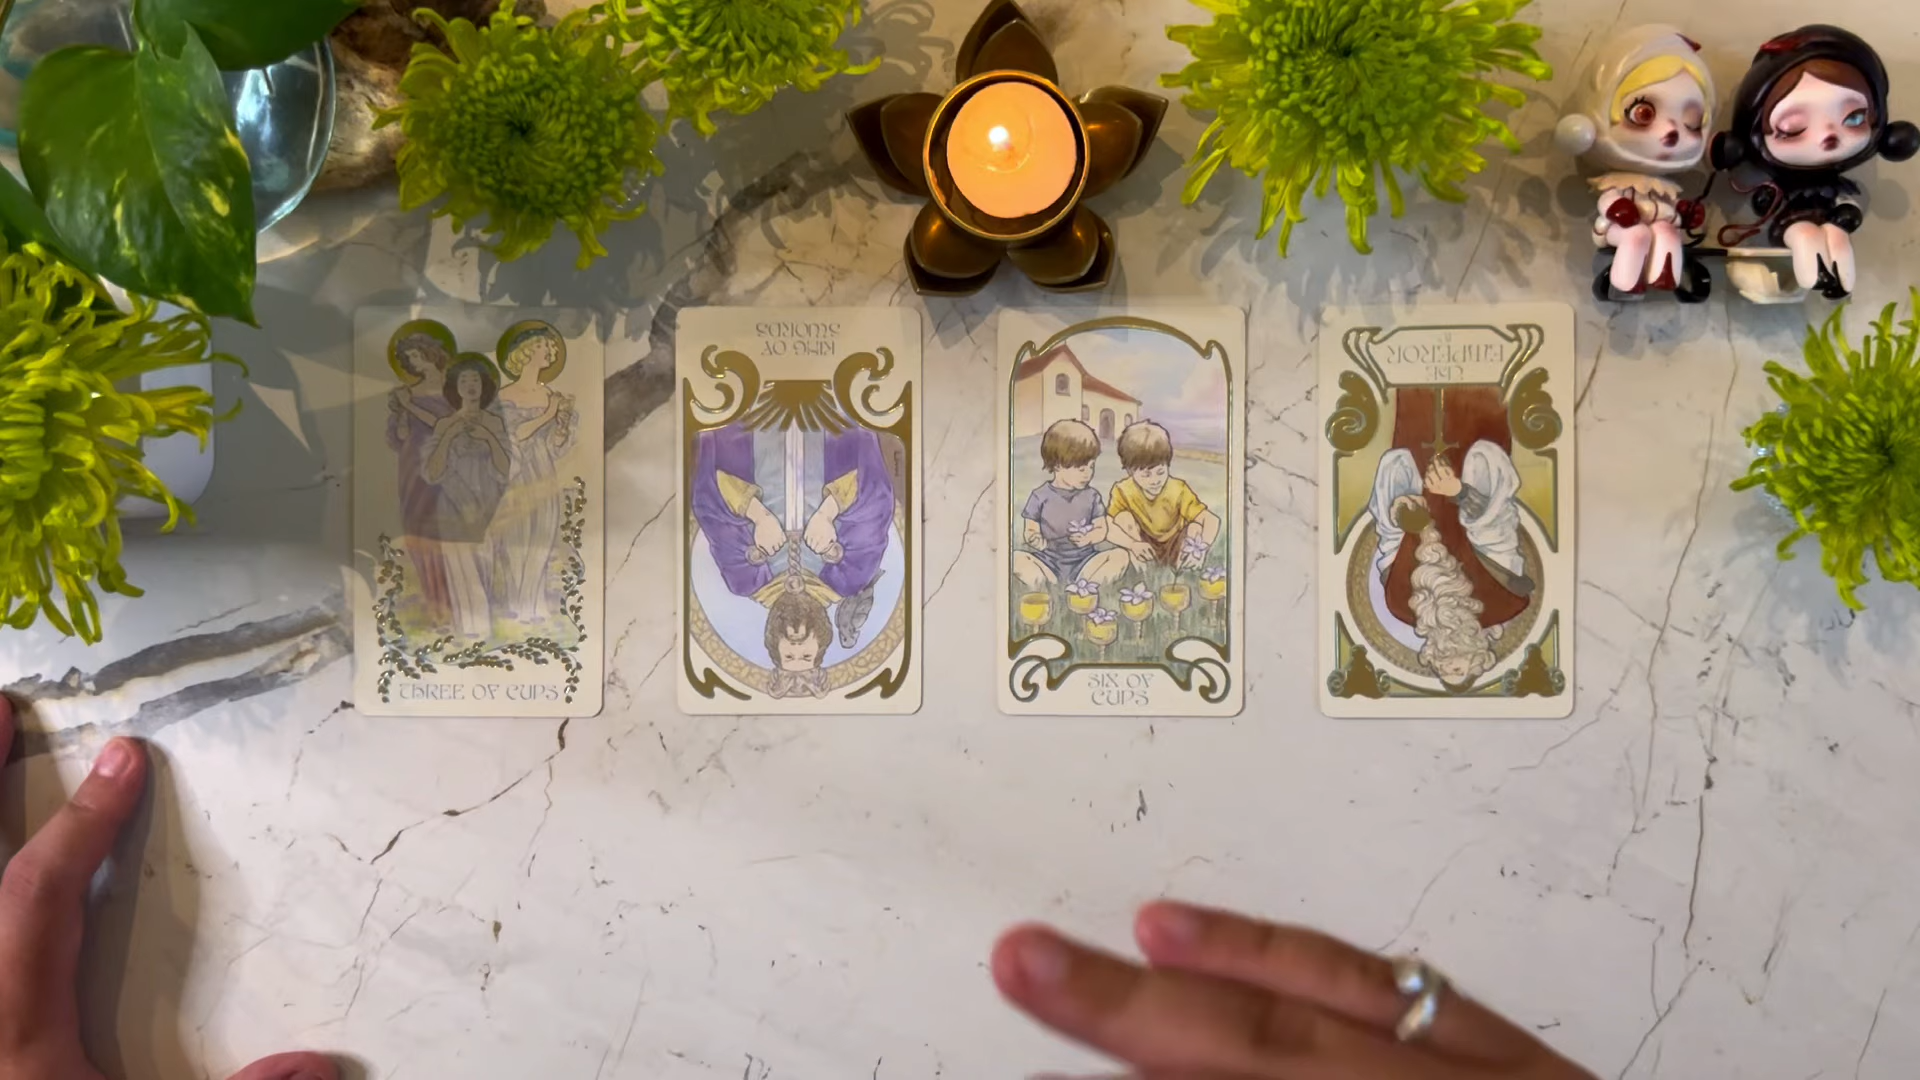 THREE OF CUPS
KING OF
SWORDS
SIX OF
CUPS
THE
EMPEROR